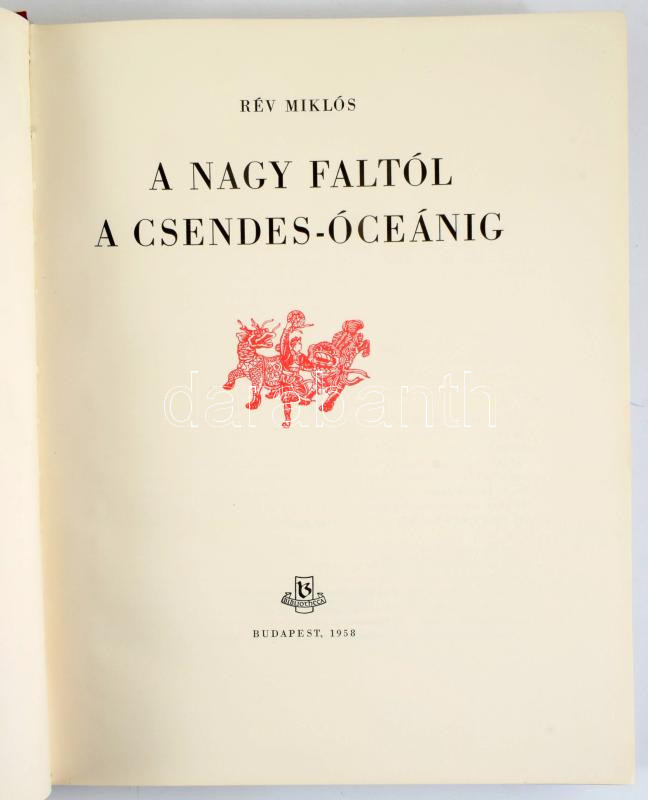 RÉV MIKLÓS
A NAGY FALTÓL
A CSENDES-ÓCEÁNIG
darabanth
B
BIBLIOTHECA
BUDAPEST, 1958